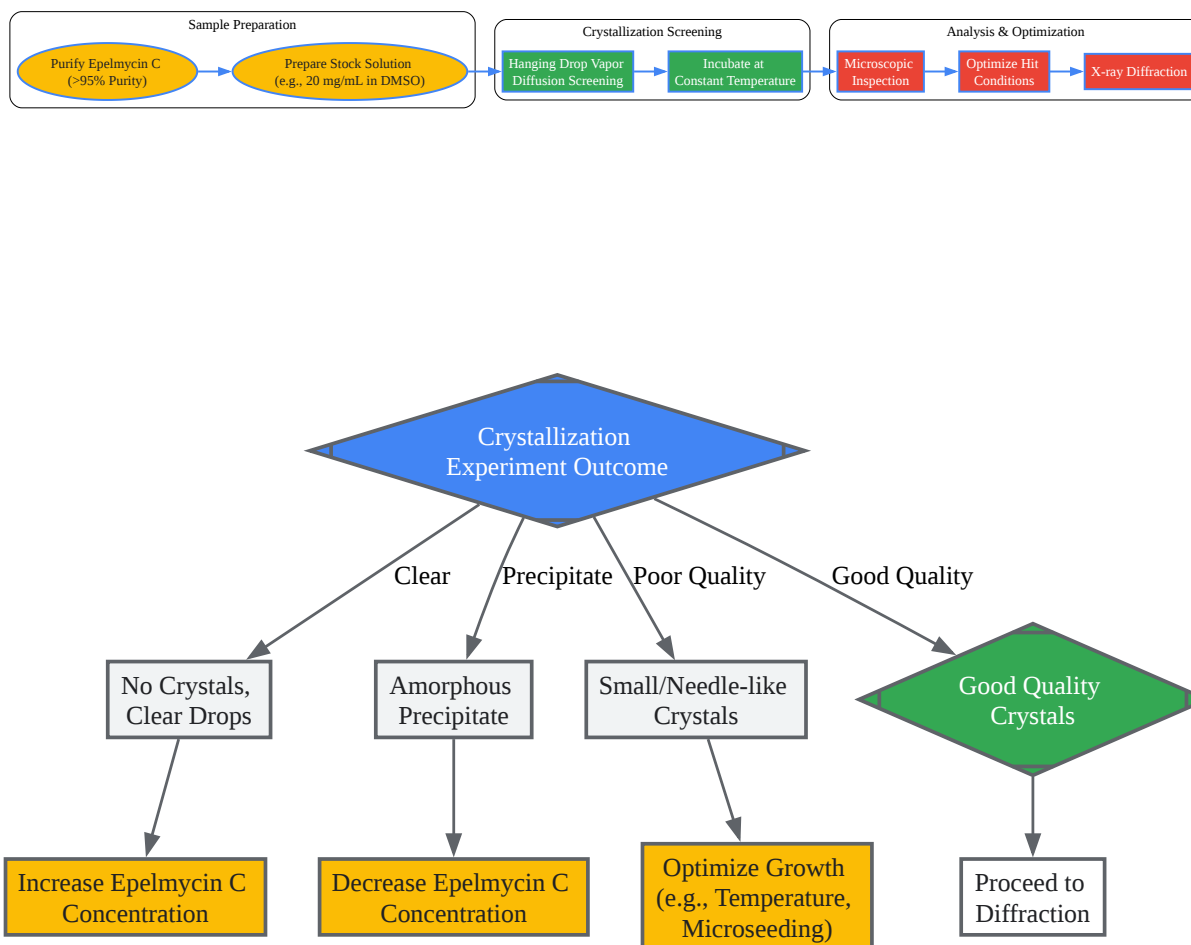 Sample Preparation
Purify Epelmycin C
(>95% Purity)
Prepare Stock Solution
(e.g., 20 mg/mL in DMSO)
Crystallization Screening
Hanging Drop Vapor
Diffusion Screening
Incubate at
Constant Temperature
Analysis & Optimization
Microscopic
Inspection
Optimize Hit
Conditions
X-ray Diffraction
Crystallization
Experiment Outcome
Clear
Precipitate
Poor Quality
Good Quality
No Crystals,
Clear Drops
Amorphous
Precipitate
Small/Needle-like
Crystals
Good Quality
Crystals
Increase Epelmycin C
Concentration
Decrease Epelmycin C
Concentration
Optimize Growth
(e.g., Temperature,
Microseeding)
Proceed to
Diffraction